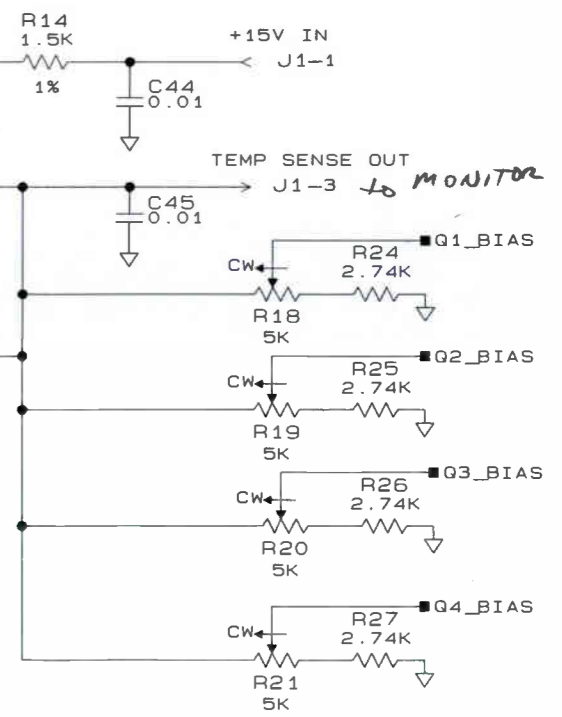 R14
1.5K
1%
+15V IN
J1-1
C44
0.01
TEMP SENSE OUT
J1-3 to MONITOR
C45
0.01
Q1_BIAS
R24
2.74K
CW
R18
5K
Q2_BIAS
R25
2.74K
CW
R19
5K
Q3_BIAS
R26
2.74K
CW
R20
5K
Q4_BIAS
R27
2.74K
CW
R21
5K